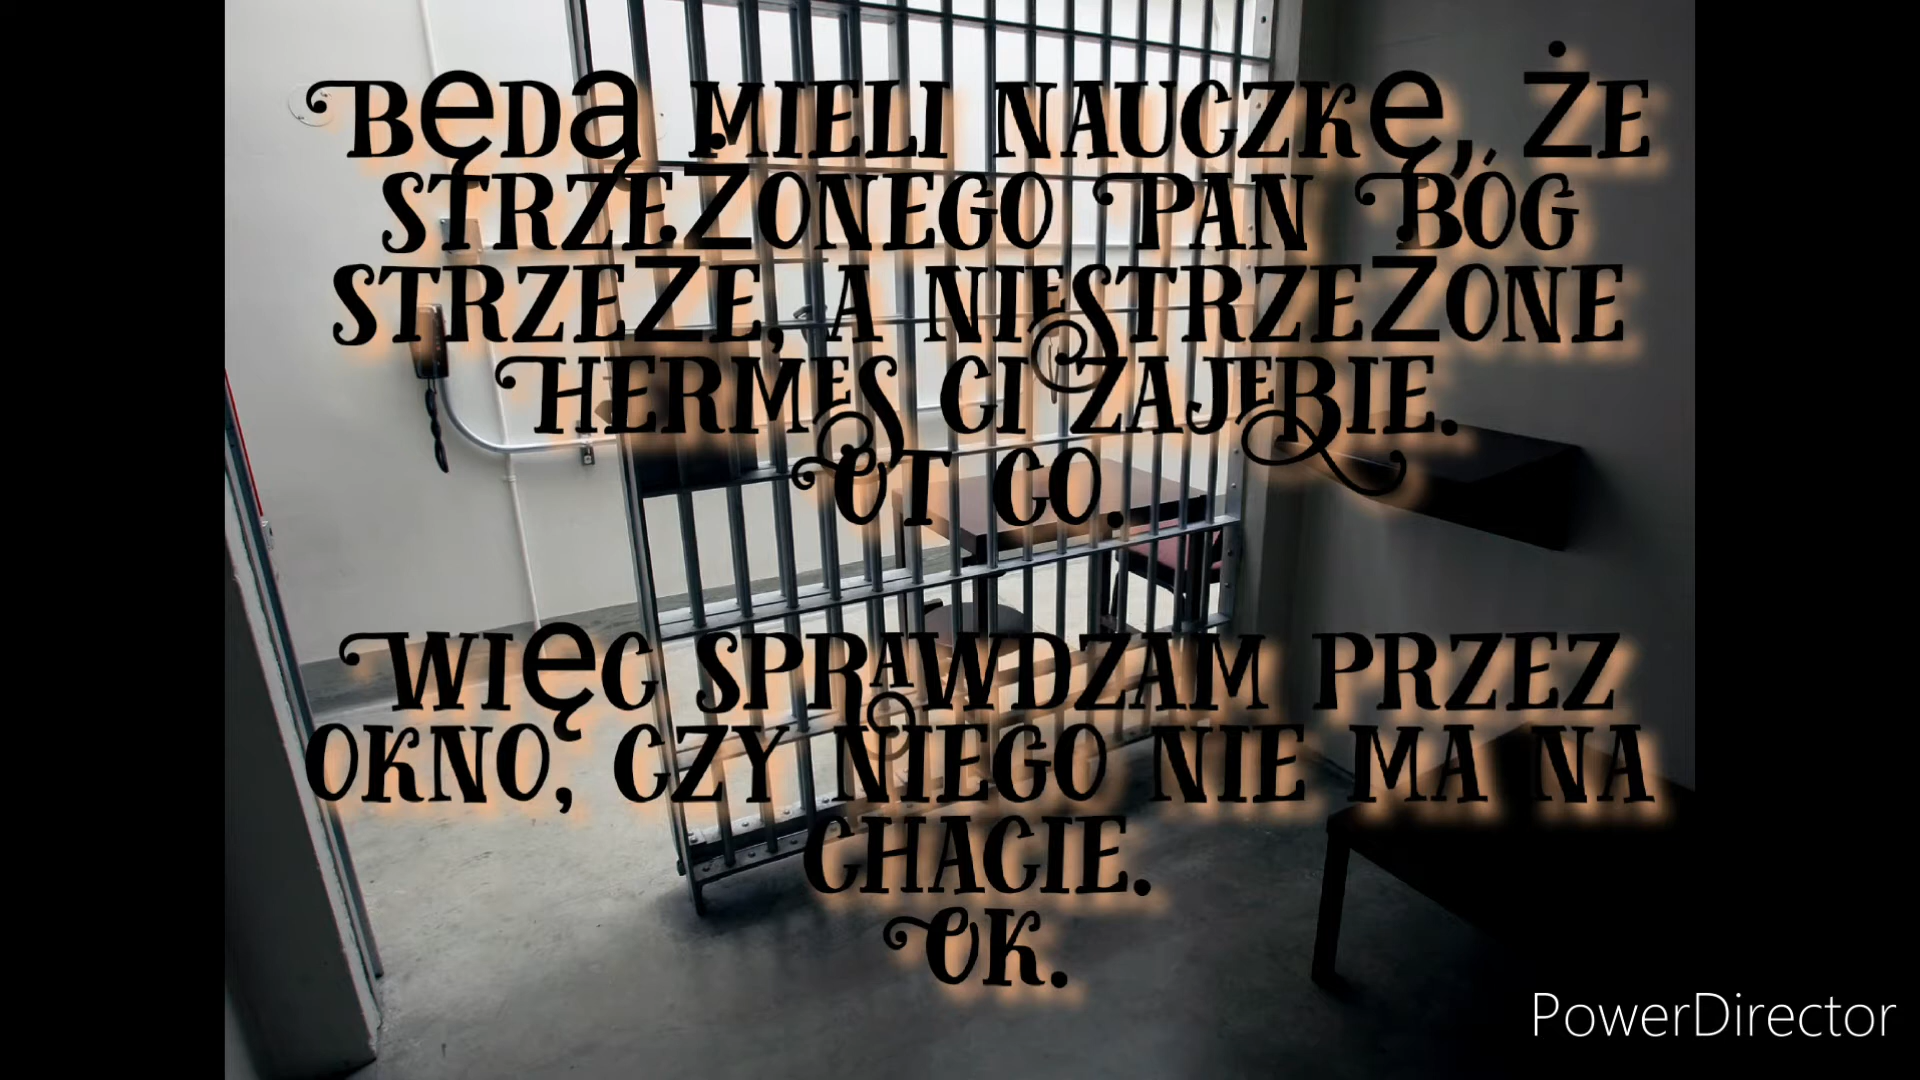 Będą mieli nauczkę, że
strzeżonego Pan Bóg
strzeże, a niestrzeżone
Hermes ci zajebie.
Ot co.
Więc sprawdzam przez
okno, czy niego nie ma na
chacie.
Ok.
PowerDirector